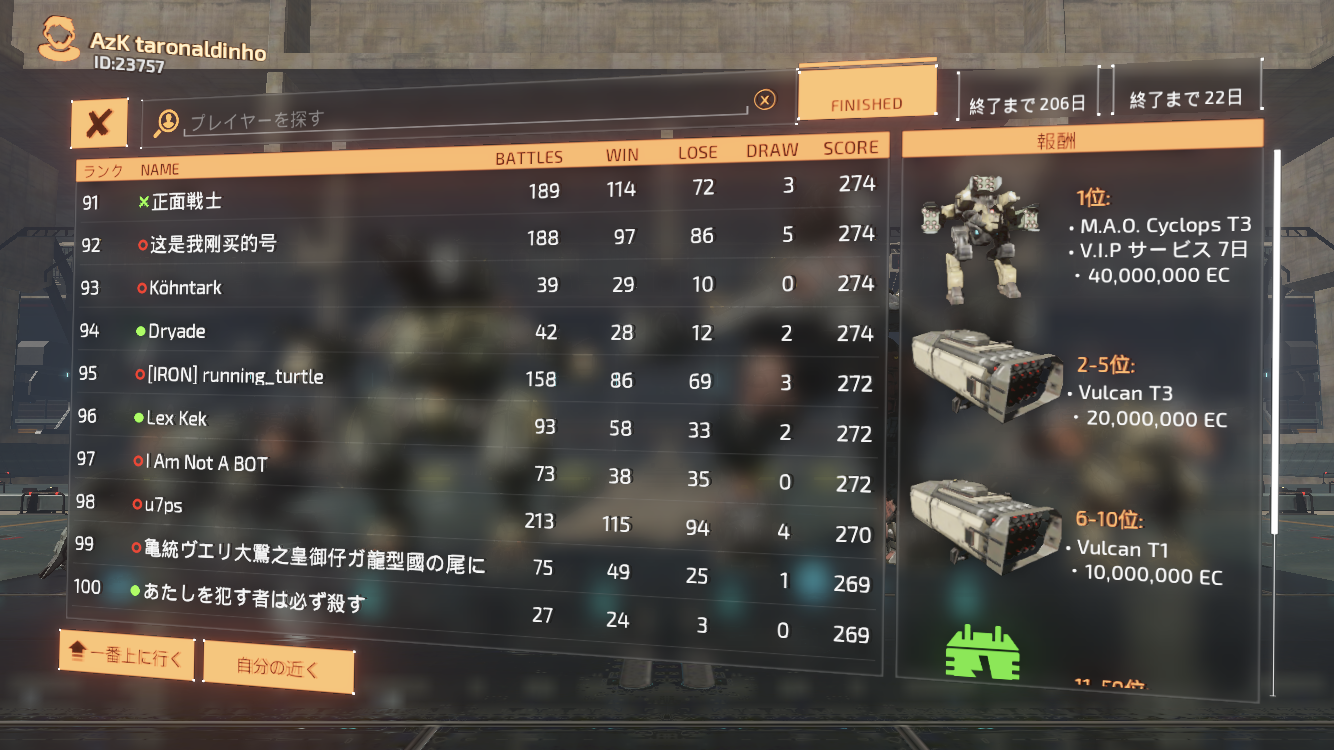 AzK taronaldinho
ID:23757
プレイヤーを探す
FINISHED
終了まで 206日
終了まで 22日
ランク NAME BATTLES WIN LOSE DRAW SCORE
91 正面戦士 189 114 72 3 274
92 这是我刚买的号 188 97 86 5 274
93 Köhntark 39 29 10 0 274
94 Dryade 42 28 12 2 274
95 [IRON] running_turtle 158 86 69 3 272
96 Lex Kek 93 58 33 2 272
97 I Am Not A BOT 73 38 35 0 272
98 u7ps 213 115 94 4 270
99 亀統ヴエリ大驚之皇御仔ガ龍型國の尾に 75 49 25 1 269
100 あたしを犯す者は必ず殺す 27 24 3 0 269
一番上に行く
自分の近く
報酬
1位:
• M.A.O. Cyclops T3
• V.I.P サービス 7日
• 40,000,000 EC
2-5位:
• Vulcan T3
• 20,000,000 EC
6-10位:
• Vulcan T1
• 10,000,000 EC
11-50位: